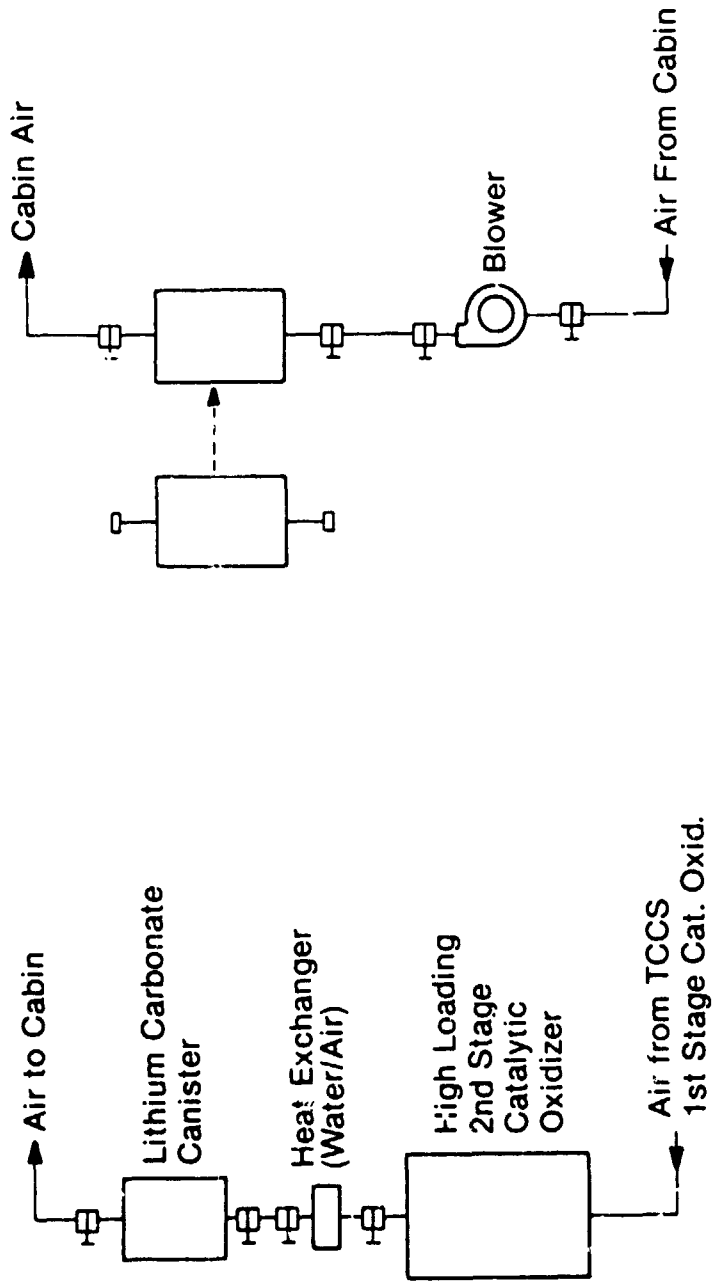 Air to Cabin
Lithium Carbonate
Canister
Heat Exchanger
(Water/Air)
High Loading
2nd Stage
Catalytic
Oxidizer
Air from TCCS
1st Stage Cat. Oxid.
Cabin Air
Blower
Air From Cabin